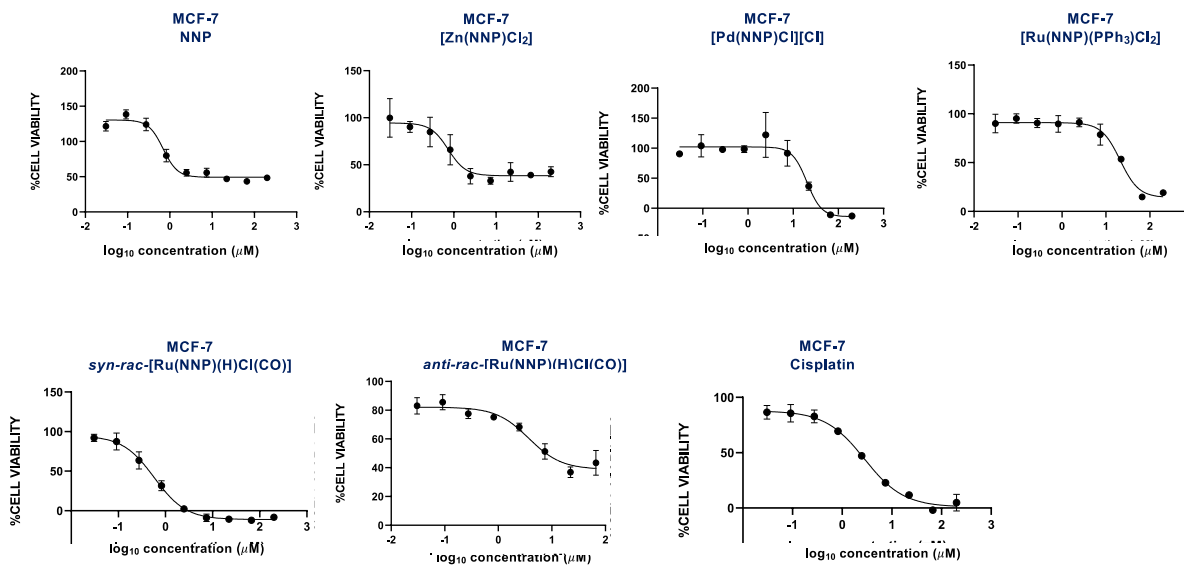 MCF-7
NNP
%CELL VIABILITY
200
150
100
50
0
-2
-1
0
1
2
3
log₁₀ concentration (μM)
MCF-7
[Zn(NNP)Cl₂]
%CELL VIABILITY
150
100
50
0
-2
-1
0
1
2
3
log₁₀ concentration (μM)
MCF-7
[Pd(NNP)Cl][Cl]
%CELL VIABILITY
200
150
100
50
0
-1
0
1
2
3
log₁₀ concentration (μM)
MCF-7
[Ru(NNP)(PPh₃)Cl₂]
%CELL VIABILITY
150
100
50
0
-2
-1
0
1
2
log₁₀ concentration (μM)
MCF-7
syn-rac-[Ru(NNP)(H)Cl(CO)]
%CELL VIABILITY
150
100
50
0
-1
0
1
2
3
log₁₀ concentration (μM)
MCF-7
anti-rac-[Ru(NNP)(H)Cl(CO)]
%CELL VIABILITY
100
80
60
40
20
0
-2
-1
0
1
2
log₁₀ concentration (μM)
MCF-7
Cisplatin
%CELL VIABILITY
100
50
0
-2
-1
0
1
2
3
log₁₀ concentration (μM)